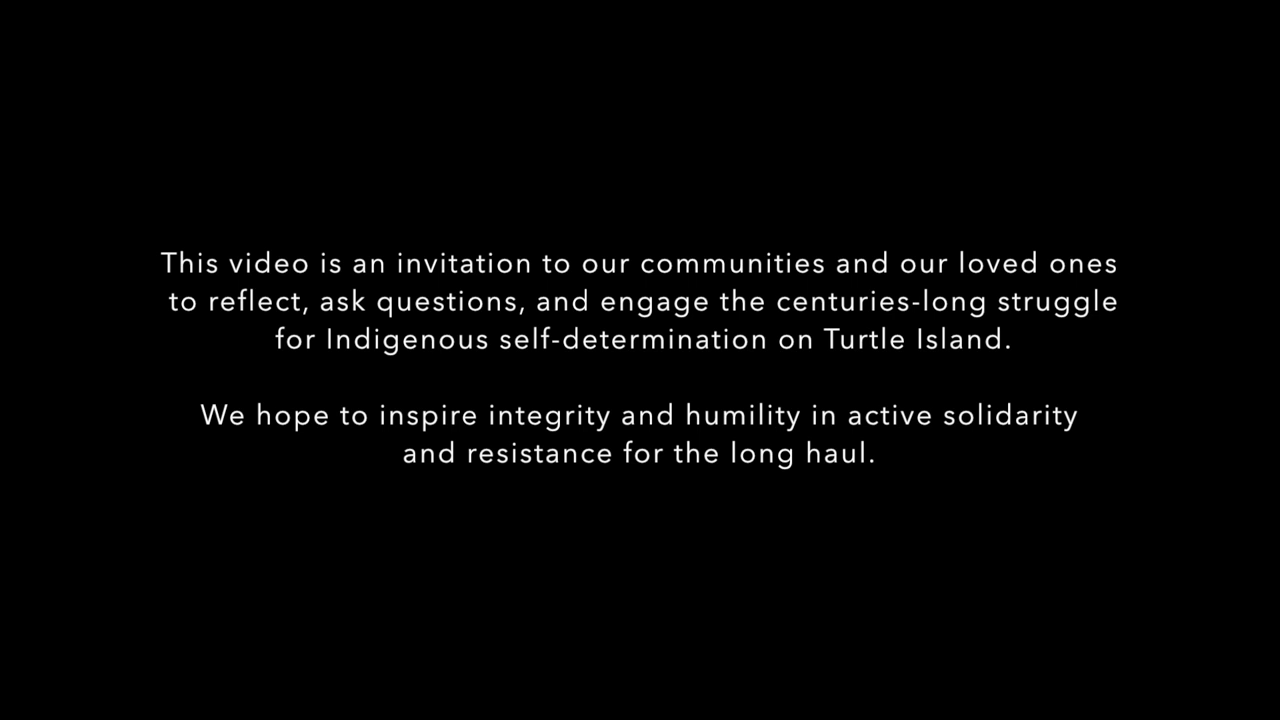 This video is an invitation to our communities and our loved ones
to reflect, ask questions, and engage the centuries-long struggle
for Indigenous self-determination on Turtle Island.
We hope to inspire integrity and humility in active solidarity
and resistance for the long haul.